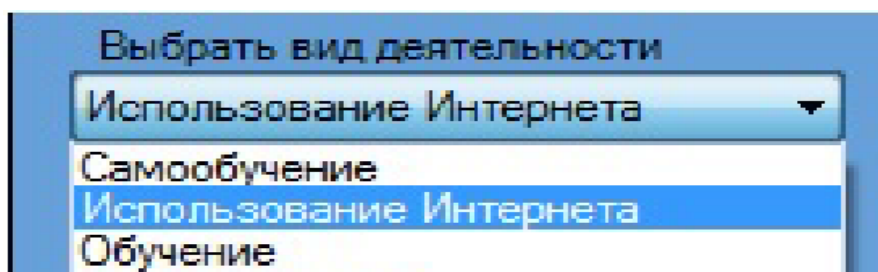 Выбрать вид деятельности
Использование Интернета
Самообучение
Использование Интернета
Обучение